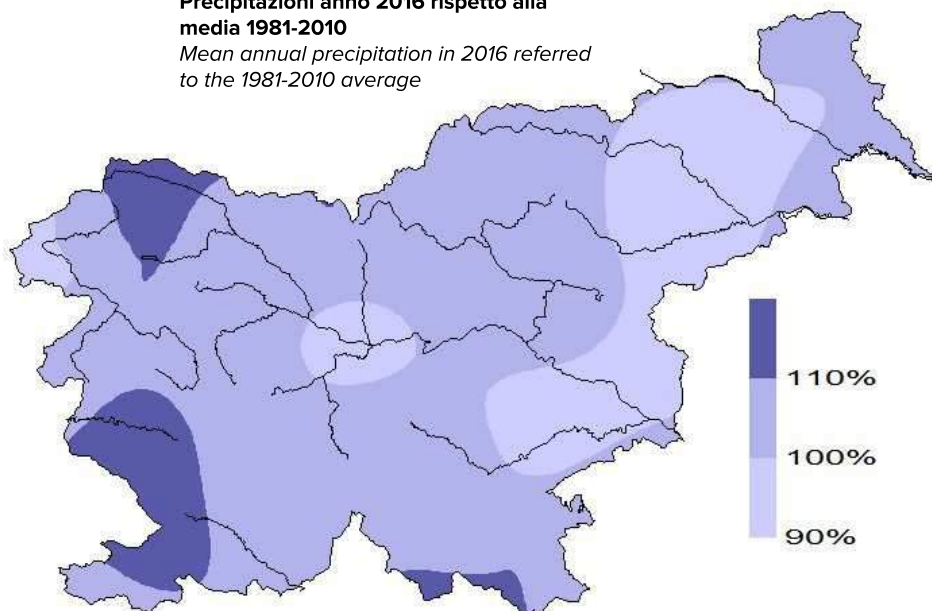 Precipitazioni anno 2016 rispetto alla
media 1981-2010
Mean annual precipitation in 2016 referred
to the 1981-2010 average
110%
100%
90%